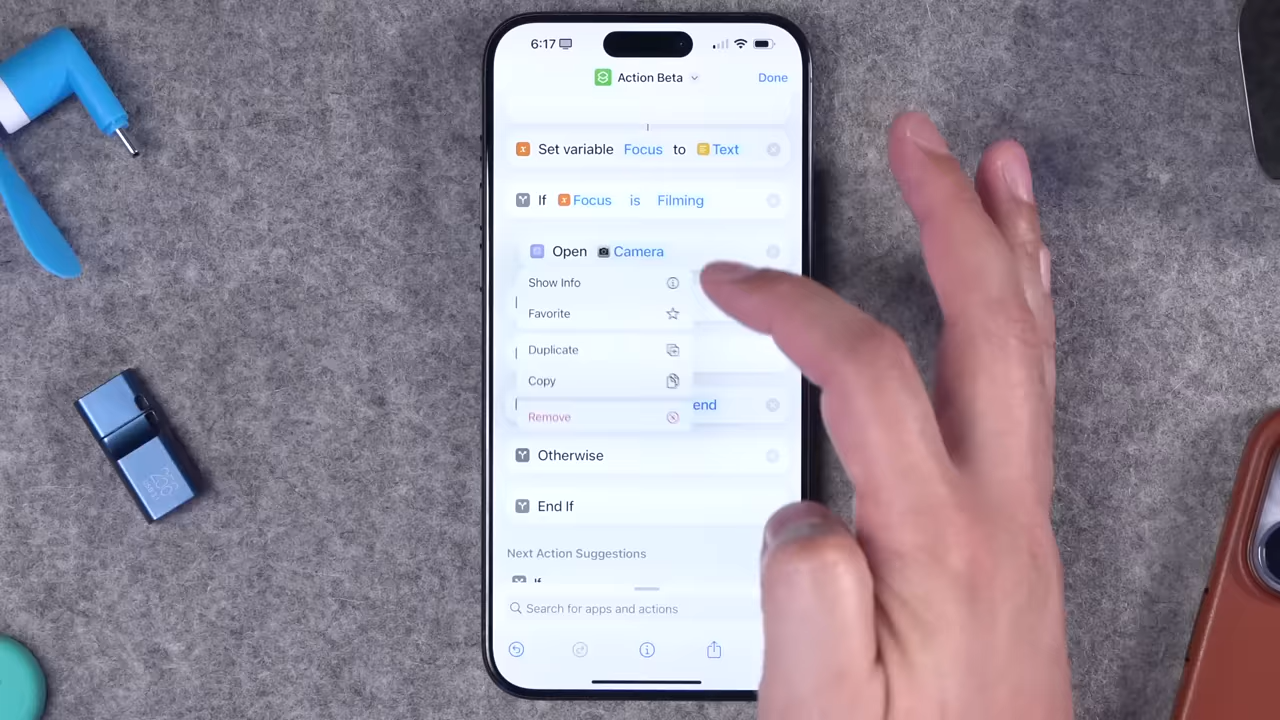 6:17
Action Beta
Done
Set variable Focus to Text
If Focus is Filming
Open Camera
Show Info
Favorite
Duplicate
Copy
end
Remove
Otherwise
End If
Next Action Suggestions
If
Search for apps and actions